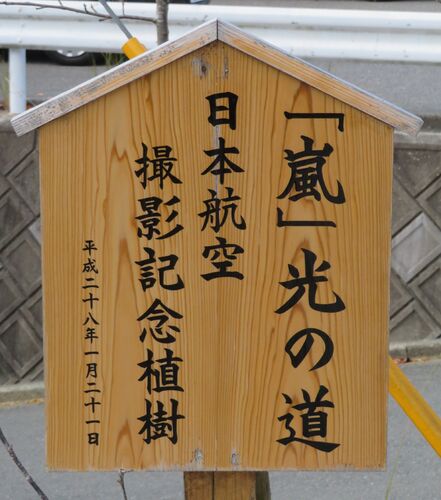 「嵐」光の道
日本航空
撮影記念植樹
平成二十八年一月二十一日